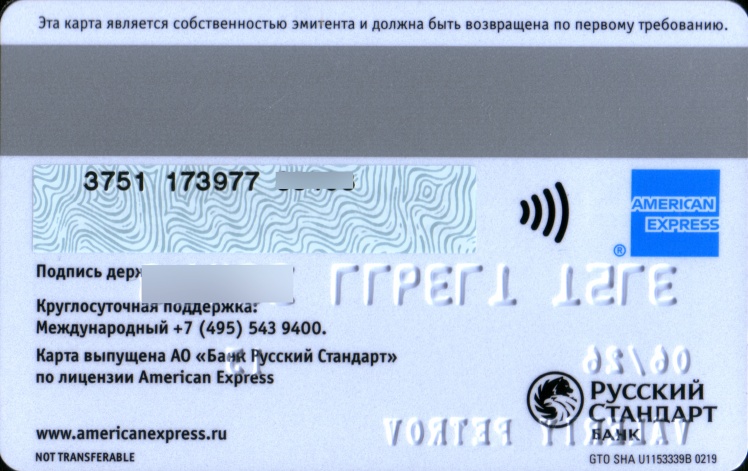 Эта карта является собственностью эмитента и должна быть возвращена по первому требованию.
3751 173977
AMERICAN
EXPRESS
®
Подпись
Круглосуточная поддержка:
Международный +7 (495) 543 9400.
Карта выпущена АО «Банк Русский Стандарт»
по лицензии American Express
06/26
РУССКИЙ
СТАНДАРТ
БАНК
www.americanexpress.ru
NOT TRANSFERABLE
GTO SHA U1153339B 0219